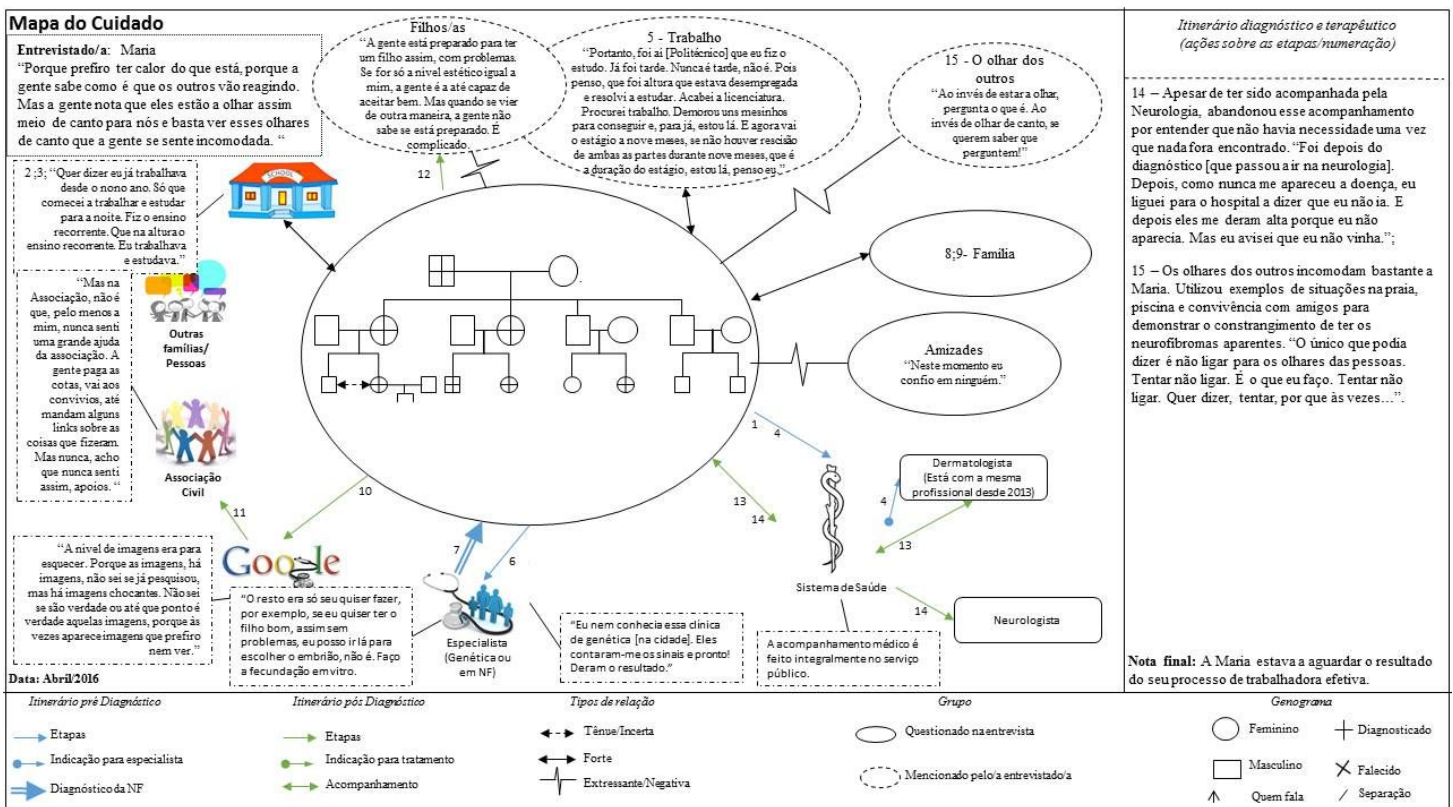 Mapa do Cuidado
Entrevistado/a: Maria
“Porque prefiro ter calor do que está, porque a
gente sabe como é que os outros vão reagindo.
Mas a gente nota que eles estão a olhar assim
meio de canto para nós e basta ver esses olhares
de canto que a gente se sente incomodada. “
Filhos/as
“A gente está preparado para ter
um filho assim, com problemas.
Se for só a nivel estético igual a
mim, a gente é a até capaz de
aceitar bem. Mas quando se vier
de outra maneira, a gente não
sabe se está preparado. É
complicado.
5 - Trabalho
“Portanto, foi aí [Politécnico] que eu fiz o
estudo. Já foi tarde. Nunca é tarde, não é. Pois
penso, que foi altura que estava desempregada
e resolvi a estudar. Acabei a licenciatura.
Procurei trabalho. Demorou uns mesinhos
para conseguir e, para já, estou lá. E agora vai
o estágio a nove meses, se não houver rescisão
de ambas as partes durante nove meses, que é
a duração do estágio, estou lá, penso eu.”
15 - O olhar dos
outros
“Ao invés de estar a olhar,
pergunta o que é. Ao
invés de olhar de canto, se
querem saber que
perguntem!”
2 ;3; “Quer dizer eu já trabalhava
desde o nono ano. Só que
comecei a trabalhar e estudar
para a noite. Fiz o ensino
recorrente. Que na altura o
ensino recorrente. Eu trabalhava
e estudava.”
SCHOOL
12
8;9- Familia
“Mas na
Associação, não é
que, pelo menos a
mim, nunca senti
uma grande ajuda
da associação. A
gente paga as
cotas, vai aos
convivios, até
mandam alguns
links sobre as
coisas que fizeram.
Mas nunca, acho
que nunca senti
assim, apoios. “
Outras
famílias/
Pessoas
Associação
Civil
Amizades
“Neste momento eu
confio em ninguém.”
1
4
10
11
13
14
7
6
4
13
14
Dermatologista
(Está com a mesma
profissional desde 2013)
“A nivel de imagens era para
esquecer. Porque as imagens, há
imagens, não sei se já pesquisou,
mas há imagens chocantes. Não sei
se são verdade ou até que ponto é
verdade aquelas imagens, porque às
vezes aparece imagens que prefiro
nem ver.”
Google
“O resto era só seu quiser fazer,
por exemplo, se eu quiser ter o
filho bom, assim sem
problemas, eu posso ir lá para
escolher o embrião, não é. Faço
a fecundação em vitro.
Especialista
(Genética ou
em NF)
“Eu nem conhecia essa clinica
de genética [na cidade]. Eles
contaram-me os sinais e pronto!
Deram o resultado.”
Sistema de Saúde
A acompanhamento médico é
feito integralmente no serviço
público.
Neurologista
Data: Abril/2016
Itinerário diagnóstico e terapêutico
(ações sobre as etapas/numeração)
14 – Apesar de ter sido acompanhada pela
Neurologia, abandonou esse acompanhamento
por entender que não havia necessidade uma vez
que nada fora encontrado. “Foi depois do
diagnóstico [que passou a ir na neurologia].
Depois, como nunca me apareceu a doença, eu
liguei para o hospital a dizer que eu não ia. E
depois eles me deram alta porque eu não
aparecia. Mas eu avisei que eu não vinha.”;
15 – Os olhares dos outros incomodam bastante a
Maria. Utilizou exemplos de situações na praia,
piscina e convivência com amigos para
demonstrar o constrangimento de ter os
neurofibromas aparentes. “O único que podia
dizer é não ligar para os olhares das pessoas.
Tentar não ligar. É o que eu faço. Tentar não
ligar. Quer dizer, tentar, por que às vezes…”.
Nota final: A Maria estava a aguardar o resultado
do seu processo de trabalhadora efetiva.
Itinerário pré Diagnóstico
Etapas
Indicação para especialista
Diagnóstico da NF
Itinerário pós Diagnóstico
Etapas
Indicação para tratamento
Acompanhamento
Tipos de relação
Tênue/Incerta
Forte
Extressante/Negativa
Grupo
Questionado na entrevista
Mencionado pelo/a entrevistado/a
Genograma
Feminino
Diagnosticado
Masculino
Falecido
Quem fala
Separação